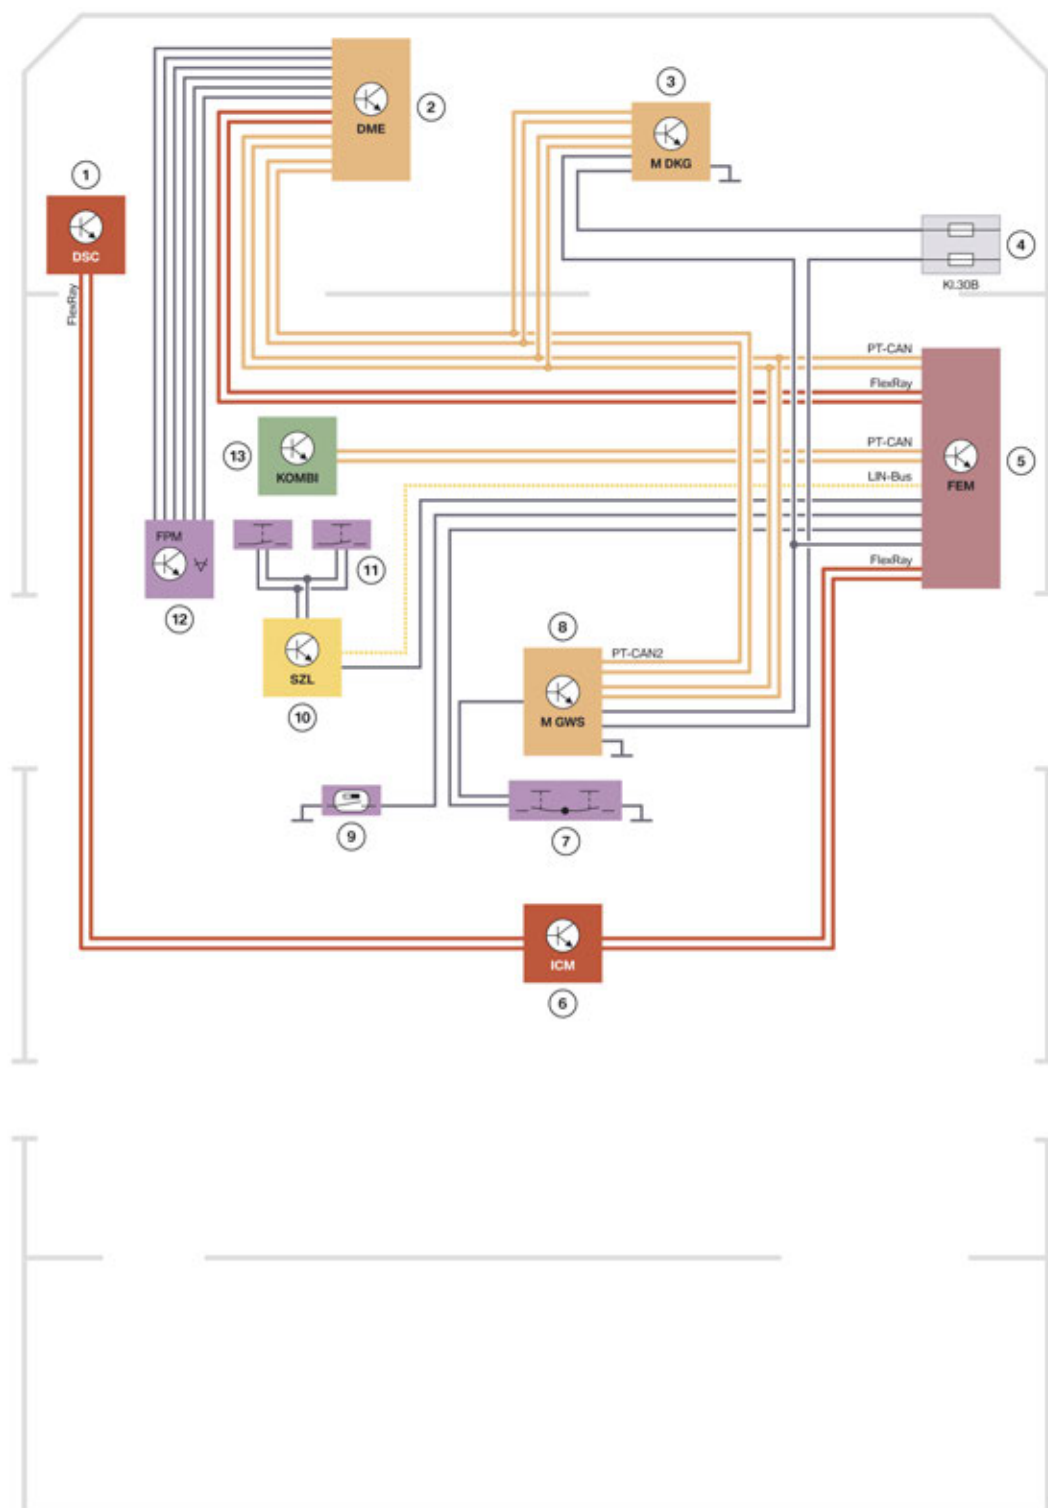 2
DME
3
M DKG
1
DSC
FlexRay
4
Kl.30B
PT-CAN
FlexRay
13
KOMBI
PT-CAN
LIN-Bus
5
FEM
FPM
11
FlexRay
12
8
PT-CAN2
SZL
10
M GWS
9
7
ICM
6